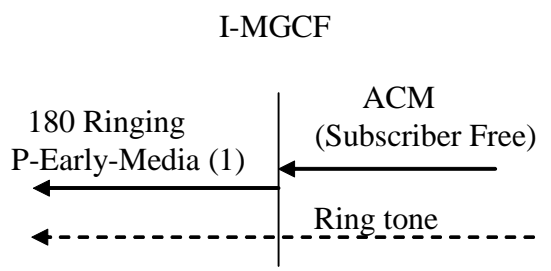 I-MGCF
180 Ringing
P-Early-Media (1)
ACM
(Subscriber Free)
Ring tone